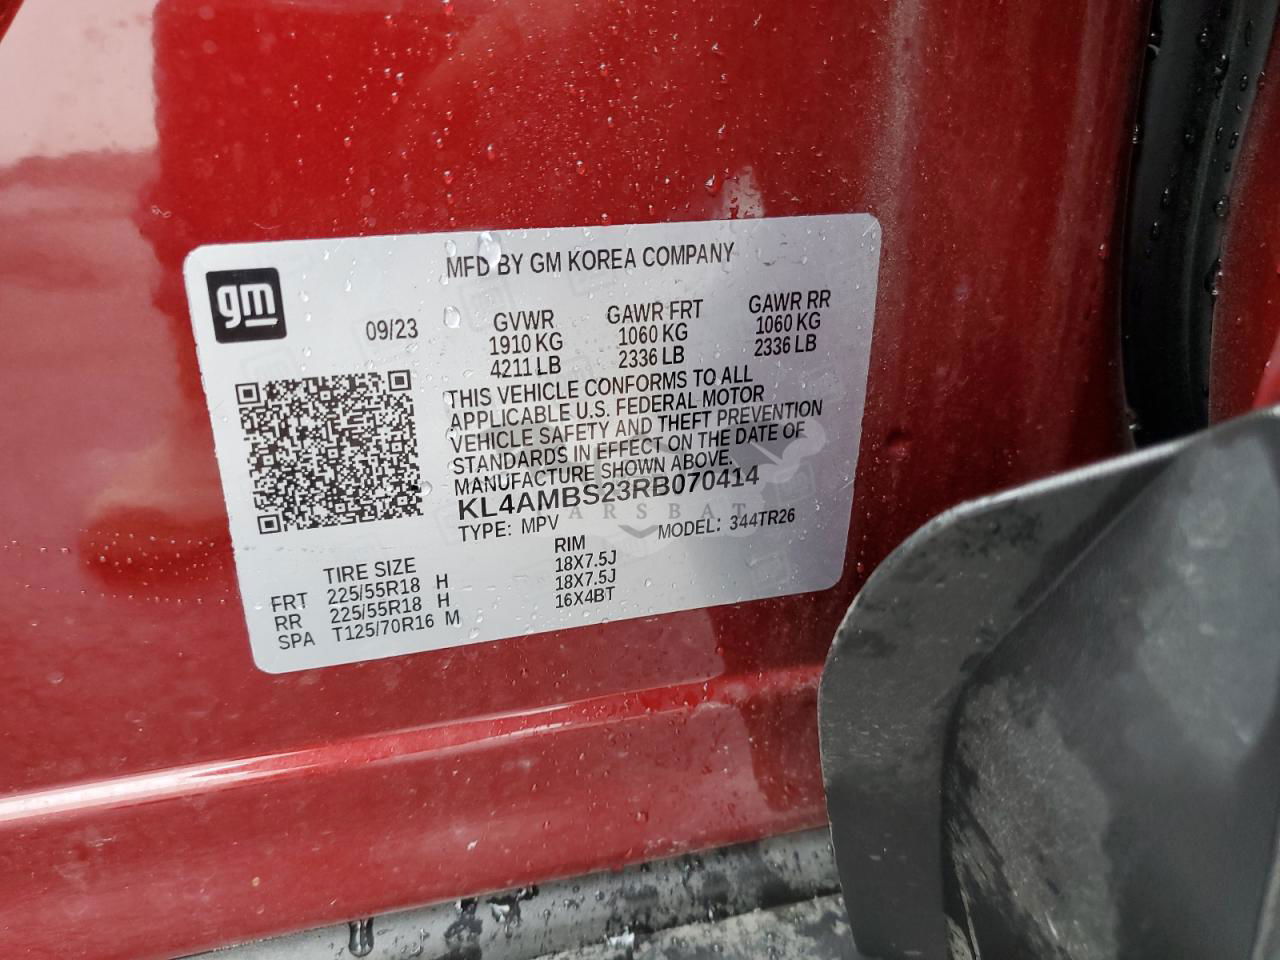 gm
MFD BY GM KOREA COMPANY
09/23
GVWR GAWR FRT GAWR RR
1910 KG 1060 KG 1060 KG
4211 LB 2336 LB 2336 LB
THIS VEHICLE CONFORMS TO ALL
APPLICABLE U.S. FEDERAL MOTOR
VEHICLE SAFETY AND THEFT PREVENTION
STANDARDS IN EFFECT ON THE DATE OF
MANUFACTURE SHOWN ABOVE.
KL4AMBS23RB070414
ARSBAT
TYPE: MPV MODEL: 344TR26
TIRE SIZE RIM
FRT 225/55R18 H 18X7.5J
RR 225/55R18 H 18X7.5J
SPA T125/70R16 M 16X4BT